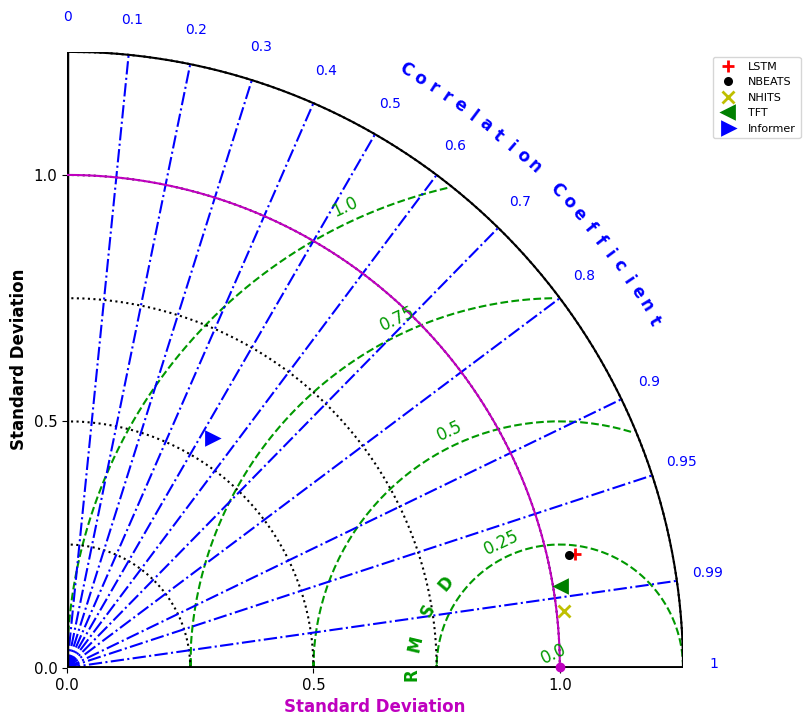 0
0.1
0.2
0.3
0.4
0.5
0.6
0.7
0.8
0.9
0.95
0.99
1
Correlation Coefficient
LSTM
NBEATS
NHITS
TFT
Informer
1.0
0.5
0.0
Standard Deviation
1.0
0.75
0.5
0.25
0.0
RMSD
0.0
0.5
1.0
Standard Deviation